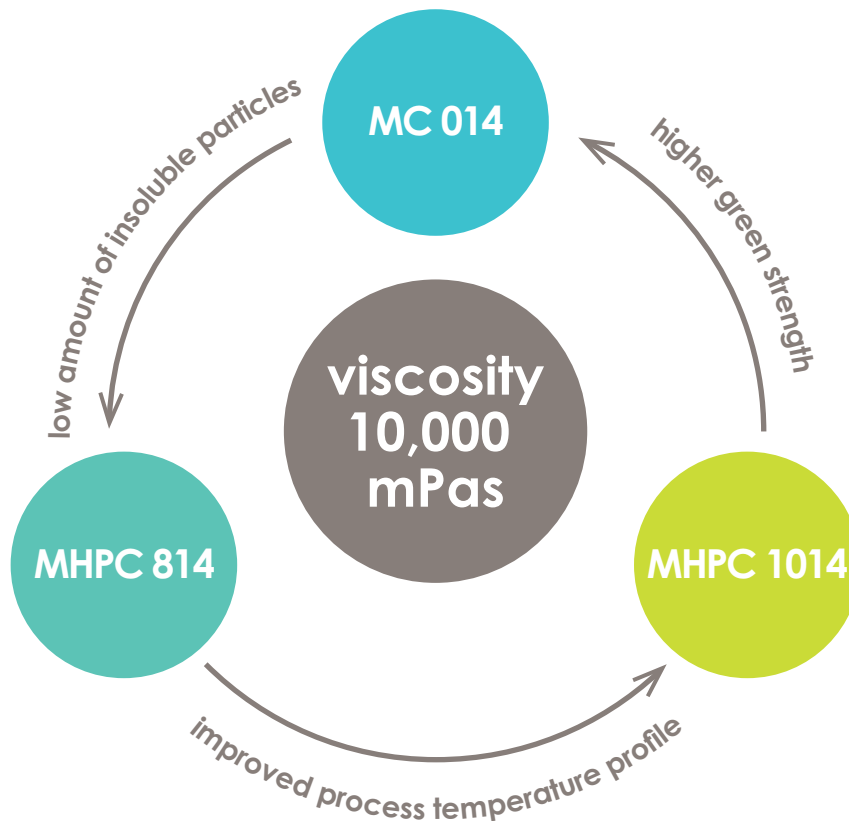 MC 014
low amount of insoluble particles
higher green strength
viscosity
10,000
mPas
MHPC 814
MHPC 1014
improved process temperature profile